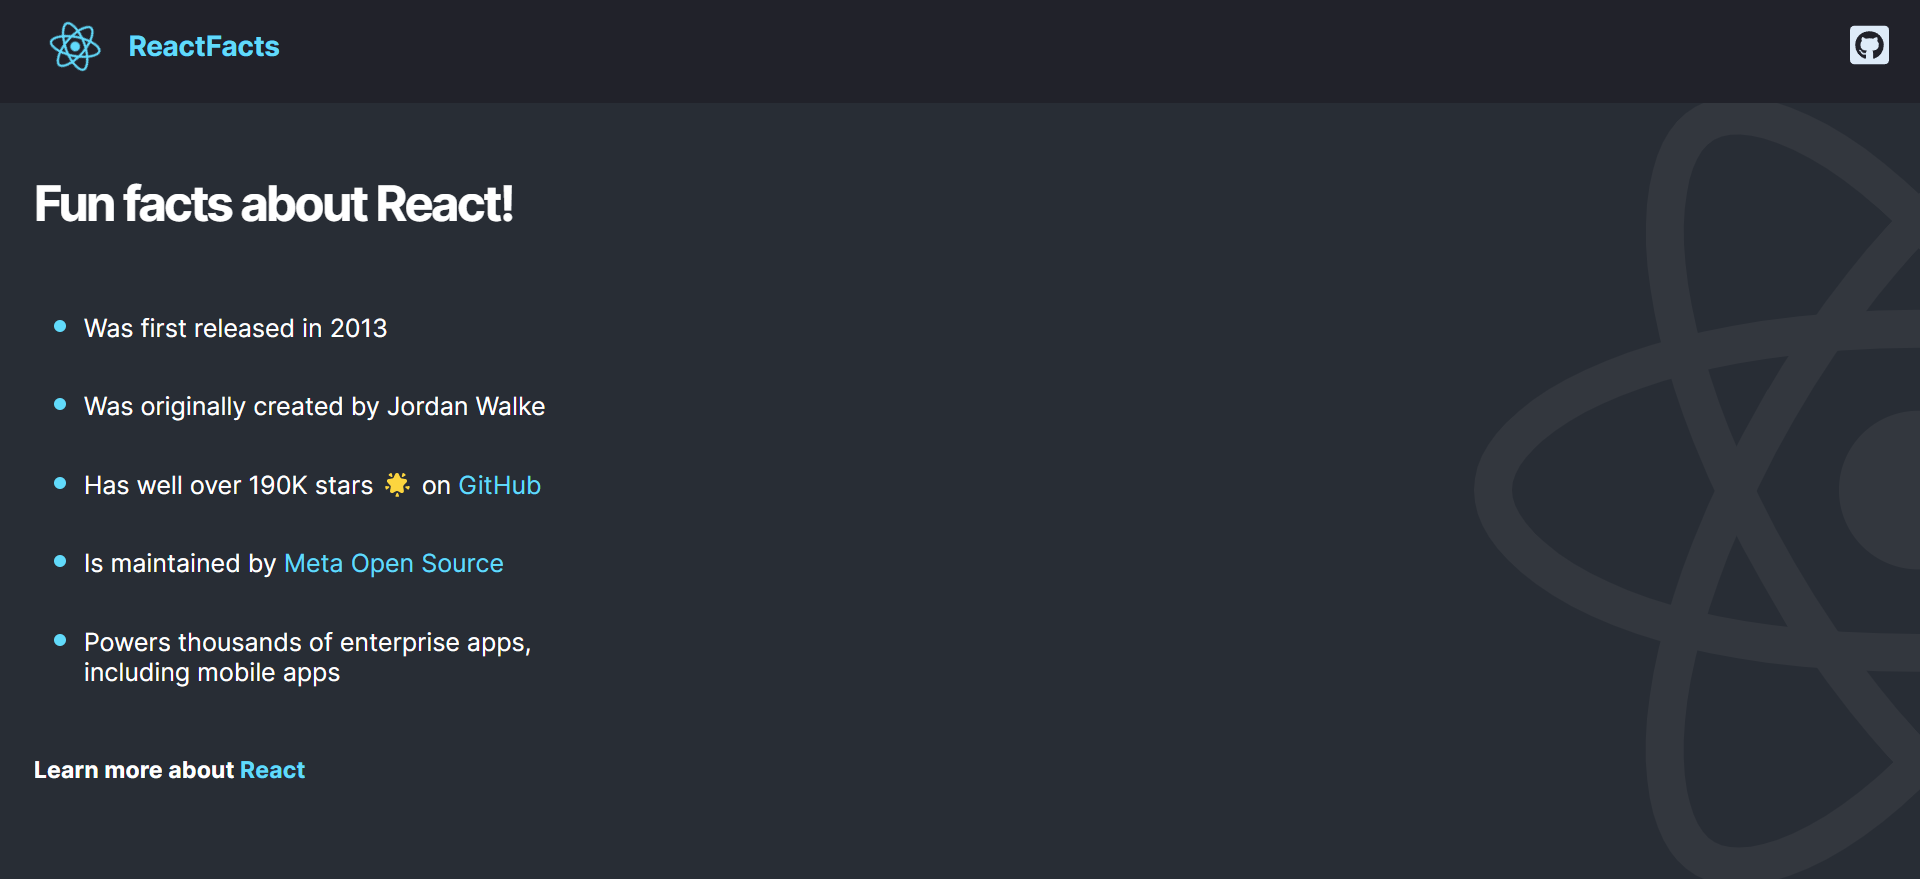 ReactFacts
Fun facts about React!
Was first released in 2013
Was originally created by Jordan Walke
Has well over 190K stars 🌟 on GitHub
Is maintained by Meta Open Source
Powers thousands of enterprise apps,
including mobile apps
Learn more about React